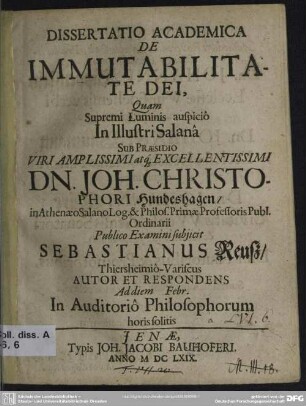 DISSERTATIO ACADEMICA
DE
IMMUTABILITA-
TE DEI,
Quam
Supremi Luminis auspiciô
In Illustri Salanâ
SUB PRÆSIDIO
VIRI AMPLISSIMI atq; EXCELLENTISSIMI
DN. JOH. CHRISTO-
PHORI Hundeshagen/
in Athenæo Salano Log. & Philos. Primæ Professoris Publ.
Ordinarii
Publico Examini subjicit
SEBASTIANUS Reuß/
Thiersheimiô-Variscus
AUTOR ET RESPONDENS
Ad diem Febr.
In Auditoriô Philosophorum
horis solitis
JENÆ,
Typis JOH. JACOBI BAUHOFERI.
ANNO M DC LXIX.
Coll. diss. A